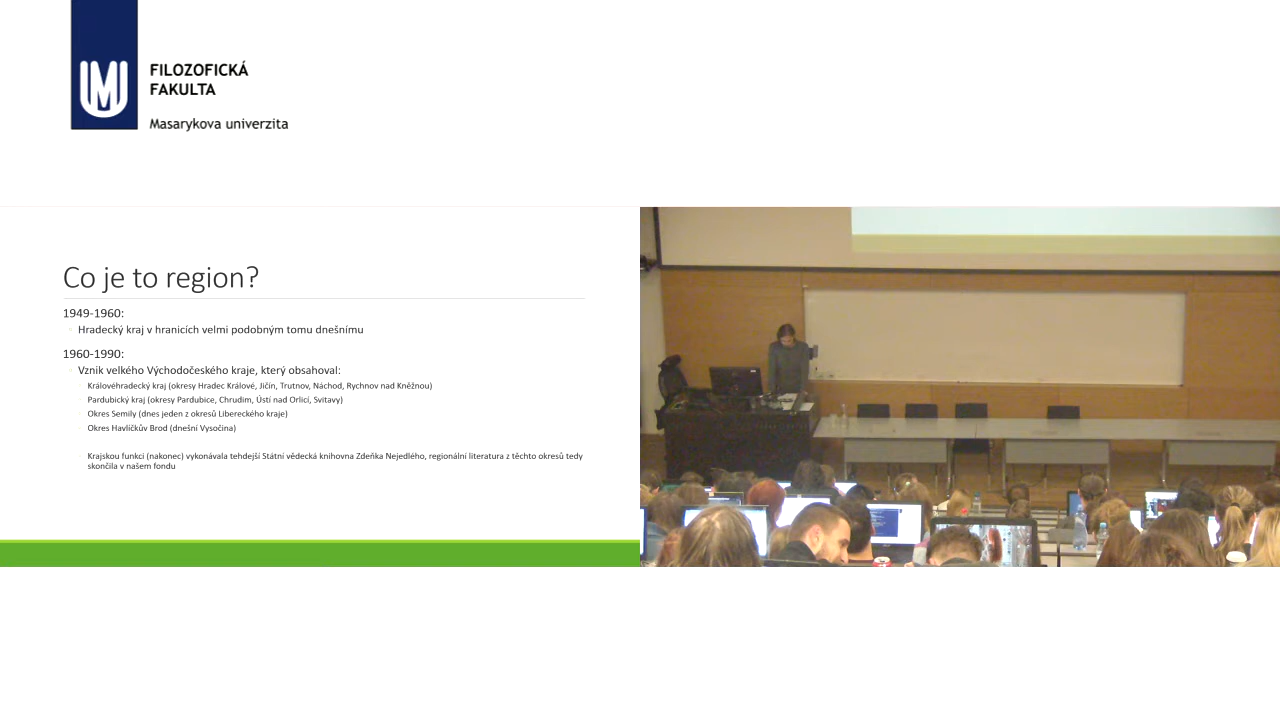 FILOZOFICKÁ
FAKULTA
Masarykova univerzita
Co je to region?
1949-1960:
Hradecký kraj v hranicích velmi podobným tomu dnešnímu
1960-1990:
Vznik velkého Východočeského kraje, který obsahoval:
Královéhradecký kraj (okresy Hradec Králové, Jičín, Trutnov, Náchod, Rychnov nad Kněžnou)
Pardubický kraj (okresy Pardubice, Chrudim, Ústí nad Orlicí, Svitavy)
Okres Semily (dnes jeden z okresů Libereckého kraje)
Okres Havlíčkův Brod (dnešní Vysočina)
Krajskou funkci (nakonec) vykonávala tehdejší Státní vědecká knihovna Zdeňka Nejedlého, regionální literatura z těchto okresů tedy
skončila v našem fondu